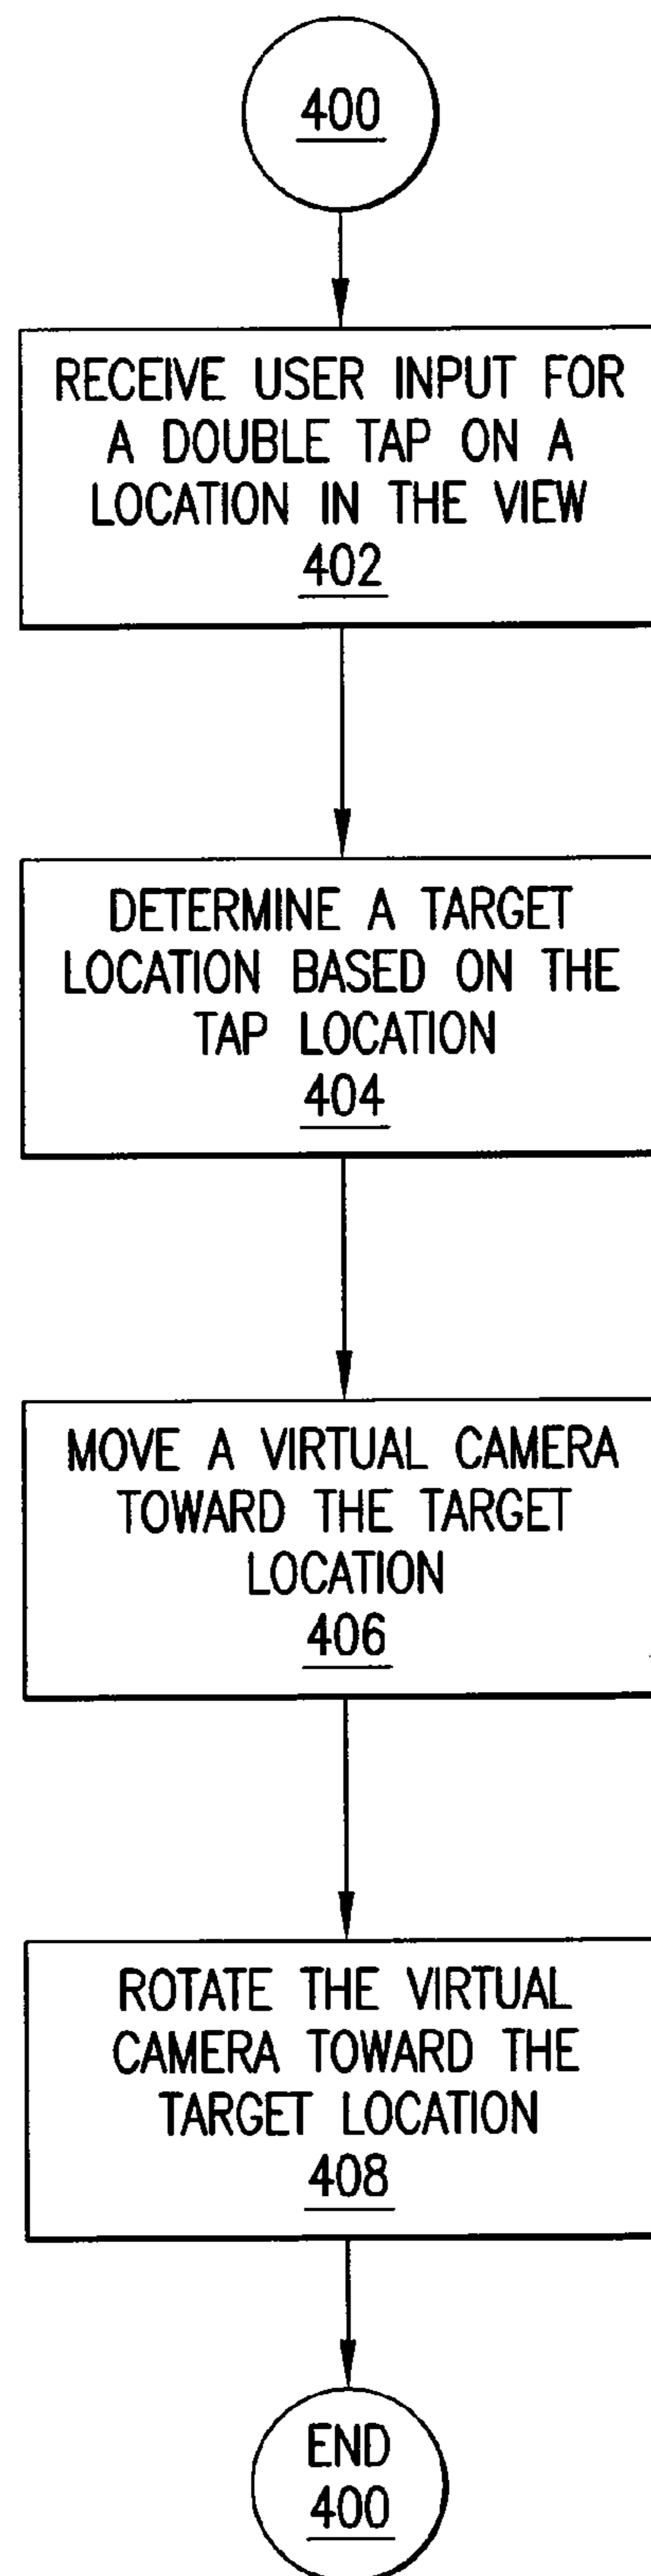 400
RECEIVE USER INPUT FOR
A DOUBLE TAP ON A
LOCATION IN THE VIEW
402
DETERMINE A TARGET
LOCATION BASED ON THE
TAP LOCATION
404
MOVE A VIRTUAL CAMERA
TOWARD THE TARGET
LOCATION
406
ROTATE THE VIRTUAL
CAMERA TOWARD THE
TARGET LOCATION
408
END
400